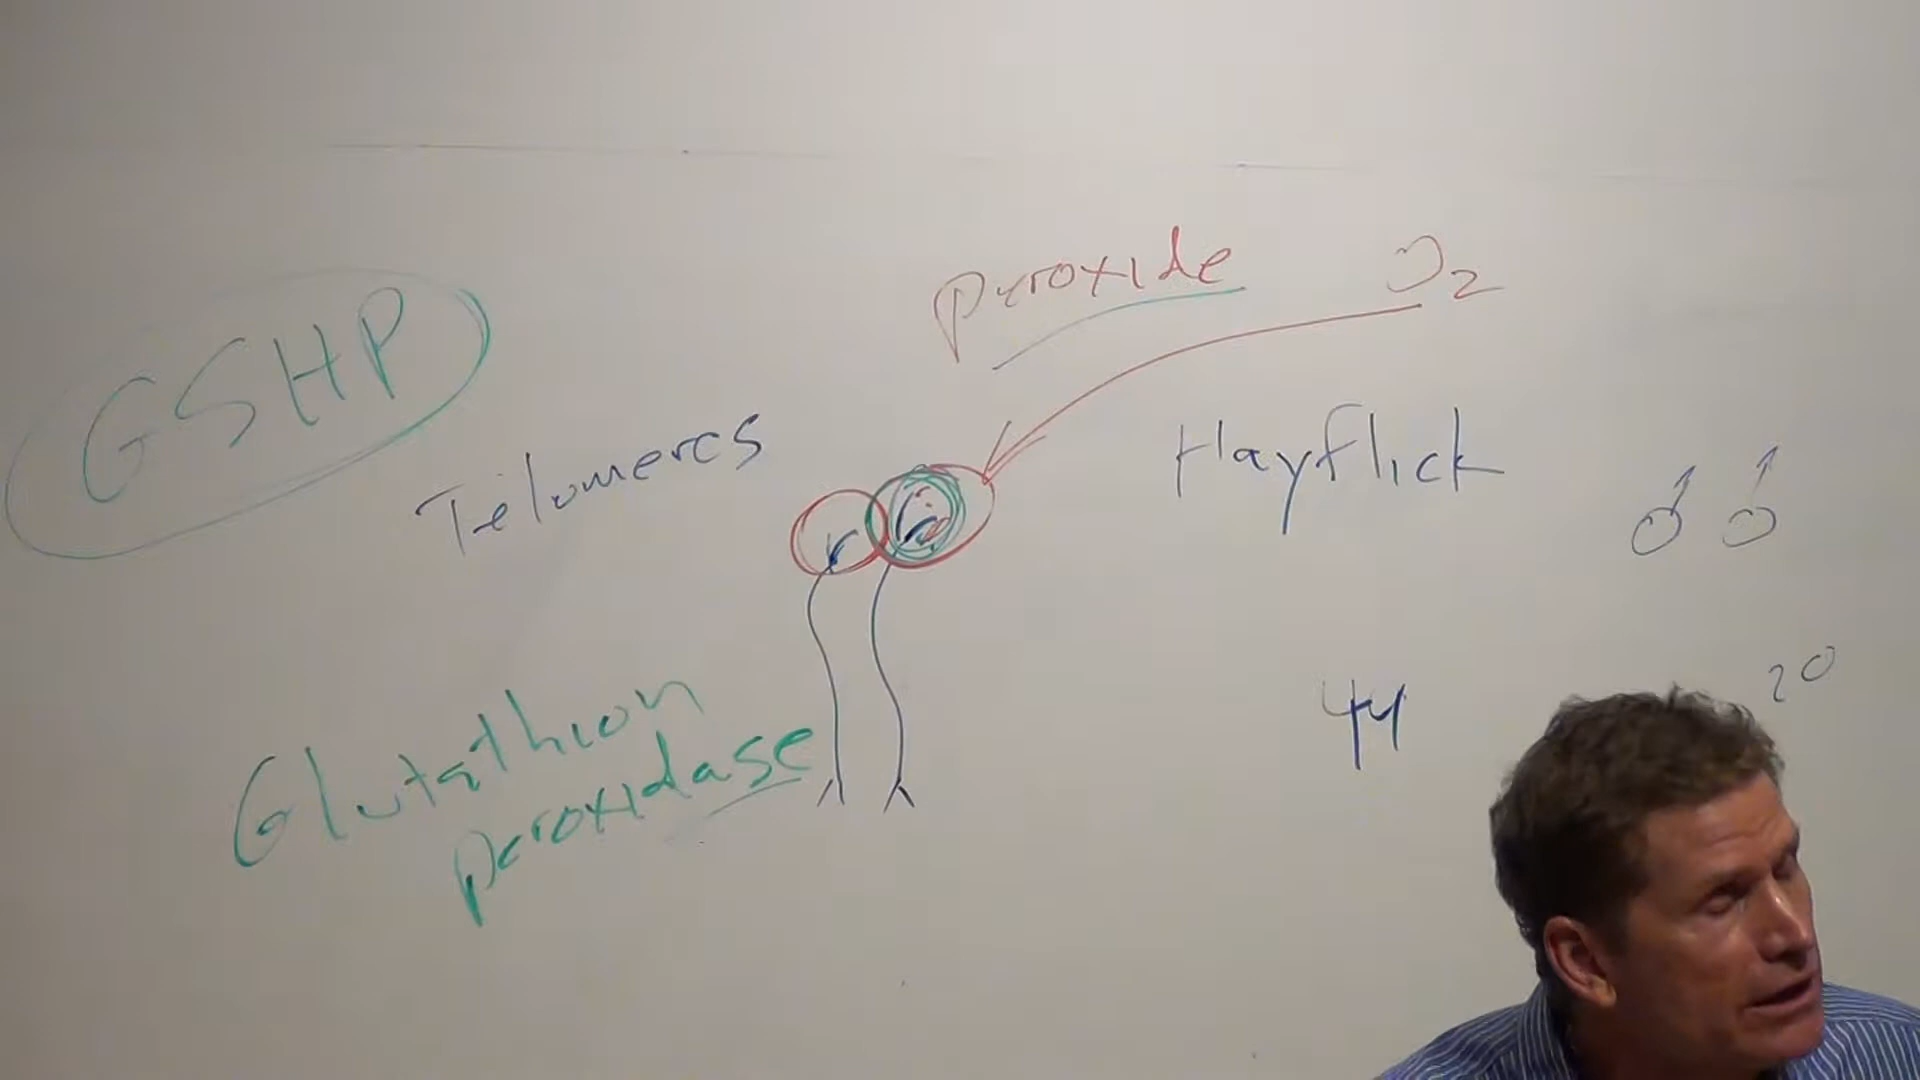 peroxide O2
GSHP
Telomeres
Hayflick
♂ ♂
20
44
Glutathion
peroxidase